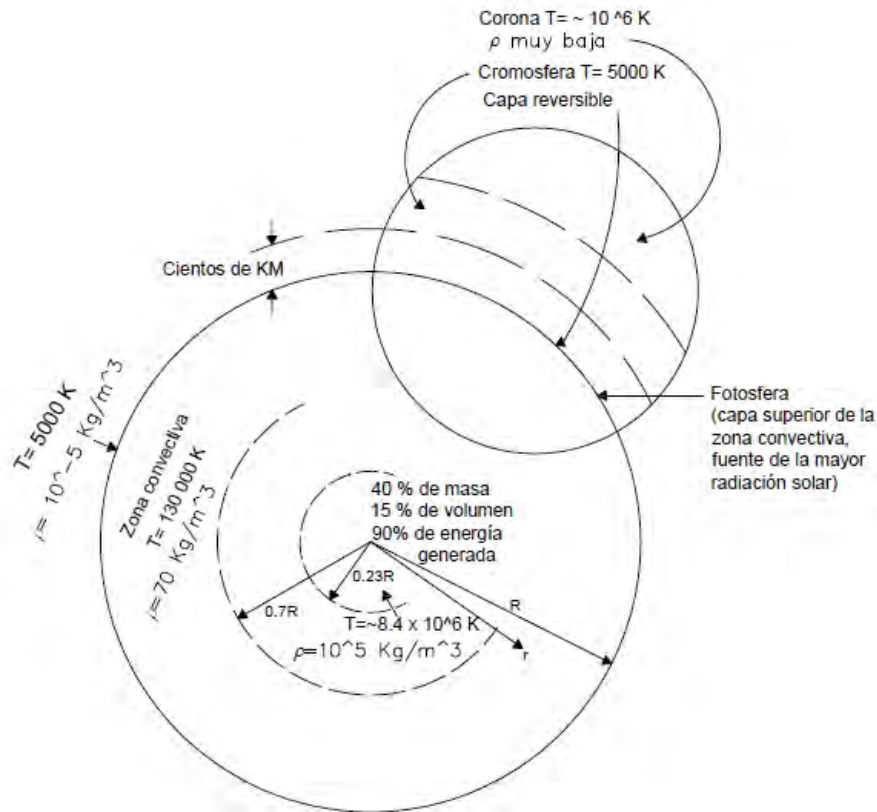 Corona T= ~ 10 ^6 K
ρ muy baja
Cromosfera T= 5000 K
Capa reversible
Cientos de KM
Fotosfera
(capa superior de la
zona convectiva,
fuente de la mayor
radiación solar)
T= 5000 K
ρ= 10^-5 Kg/m^3
Zona convectiva
T= 130 000 K
ρ=70 Kg/m^3
40 % de masa
15 % de volumen
90% de energía
generada
0.23R
0.7R
R
r
T=~8.4 x 10^6 K
ρ=10^5 Kg/m^3